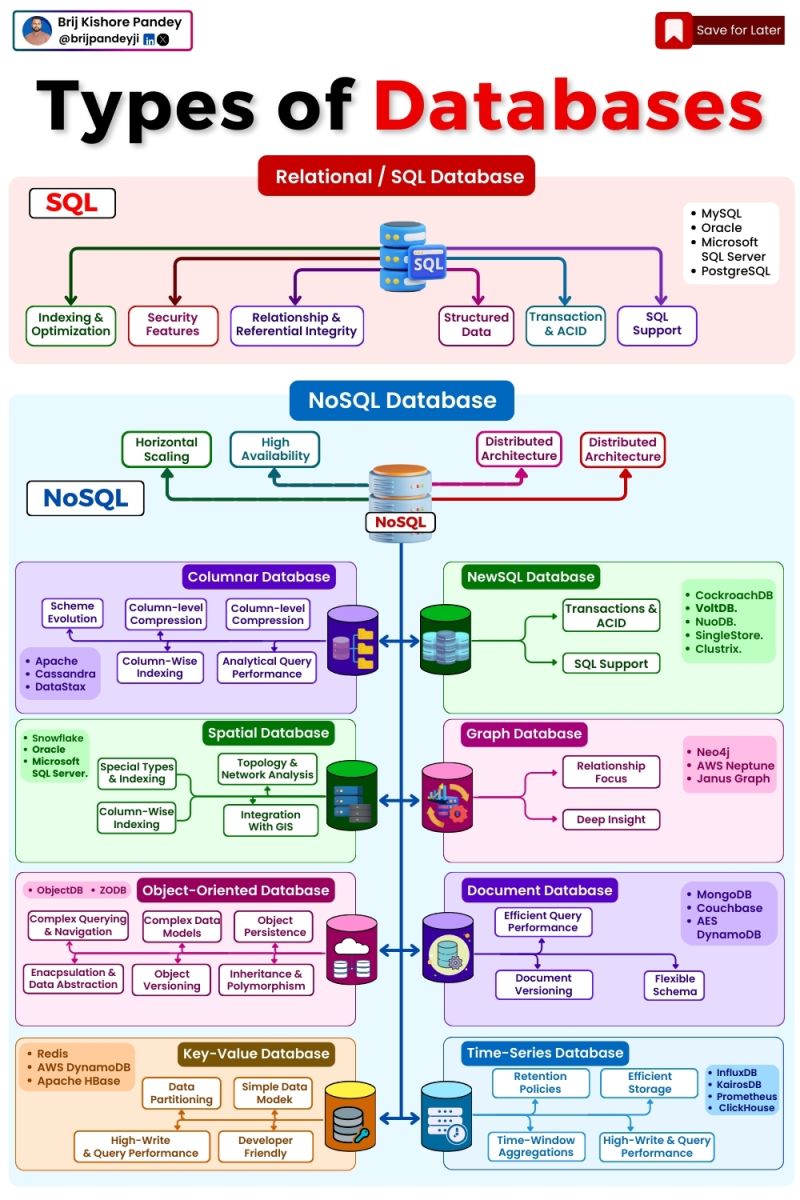 Brij Kishore Pandey
@brijpandeyji in X
Save for Later
Types of Databases
Relational / SQL Database
SQL
MySQL
Oracle
Microsoft
SQL Server
PostgreSQL
SQL
Indexing &
Optimization
Security
Features
Relationship &
Referential Integrity
Structured
Data
Transaction
& ACID
SQL
Support
NoSQL Database
Horizontal
Scaling
High
Availability
Distributed
Architecture
Distributed
Architecture
NoSQL
NoSQL
Columnar Database
Scheme
Evolution
Column-level
Compression
Column-level
Compression
Apache
Cassandra
DataStax
Column-Wise
Indexing
Analytical Query
Performance
NewSQL Database
Transactions &
ACID
SQL Support
CockroachDB
VoltDB.
NuoDB.
SingleStore.
Clustrix.
Spatial Database
Snowflake
Oracle
Microsoft
SQL Server.
Special Types
& Indexing
Topology &
Network Analysis
Column-Wise
Indexing
Integration
With GIS
Graph Database
Relationship
Focus
Deep Insight
Neo4j
AWS Neptune
Janus Graph
ObjectDB
ZODB
Object-Oriented Database
Complex Querying
& Navigation
Complex Data
Models
Object
Persistence
Enacpsulation &
Data Abstraction
Object
Versioning
Inheritance &
Polymorphism
Document Database
Efficient Query
Performance
Document
Versioning
Flexible
Schema
MongoDB
Couchbase
AES
DynamoDB
Redis
AWS DynamoDB
Apache HBase
Key-Value Database
Data
Partitioning
Simple Data
Modek
High-Write
& Query Performance
Developer
Friendly
Time-Series Database
Retention
Policies
Efficient
Storage
Time-Window
Aggregations
High-Write & Query
Performance
InfluxDB
KairosDB
Prometheus
ClickHouse